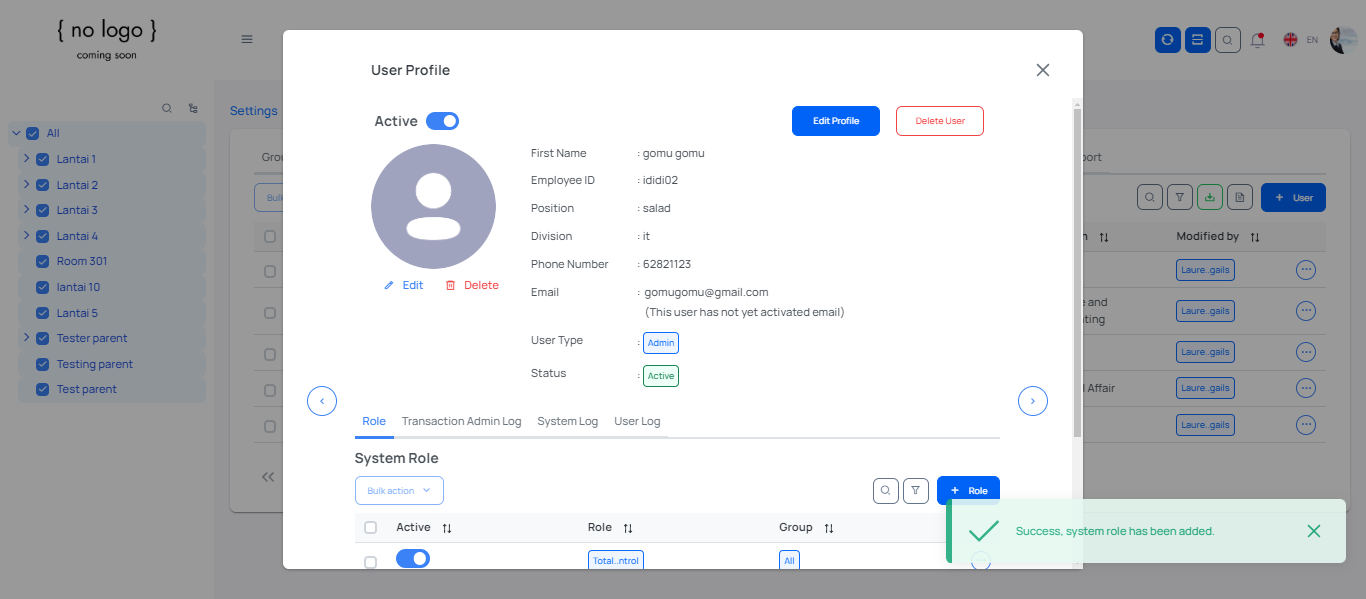 { no logo }
coming soon
EN
All
Lantai 1
Lantai 2
Lantai 3
Lantai 4
Room 301
lantai 10
Lantai 5
Tester parent
Testing parent
Test parent
Settings
User
Modified by
Laure..gails
e and
Laure..gails
Laure..gails
l Affair
Laure..gails
Laure..gails
User Profile
Active
Edit Profile
Delete User
Edit
Delete
First Name : gomu gomu
Employee ID : ididi02
Position : salad
Division : it
Phone Number : 62821123
Email : gomugomu@gmail.com
(This user has not yet activated email)
User Type : Admin
Status : Active
Role Transaction Admin Log System Log User Log
System Role
Bulk action
+ Role
Active Role Group
Total..ntrol All
Success, system role has been added.